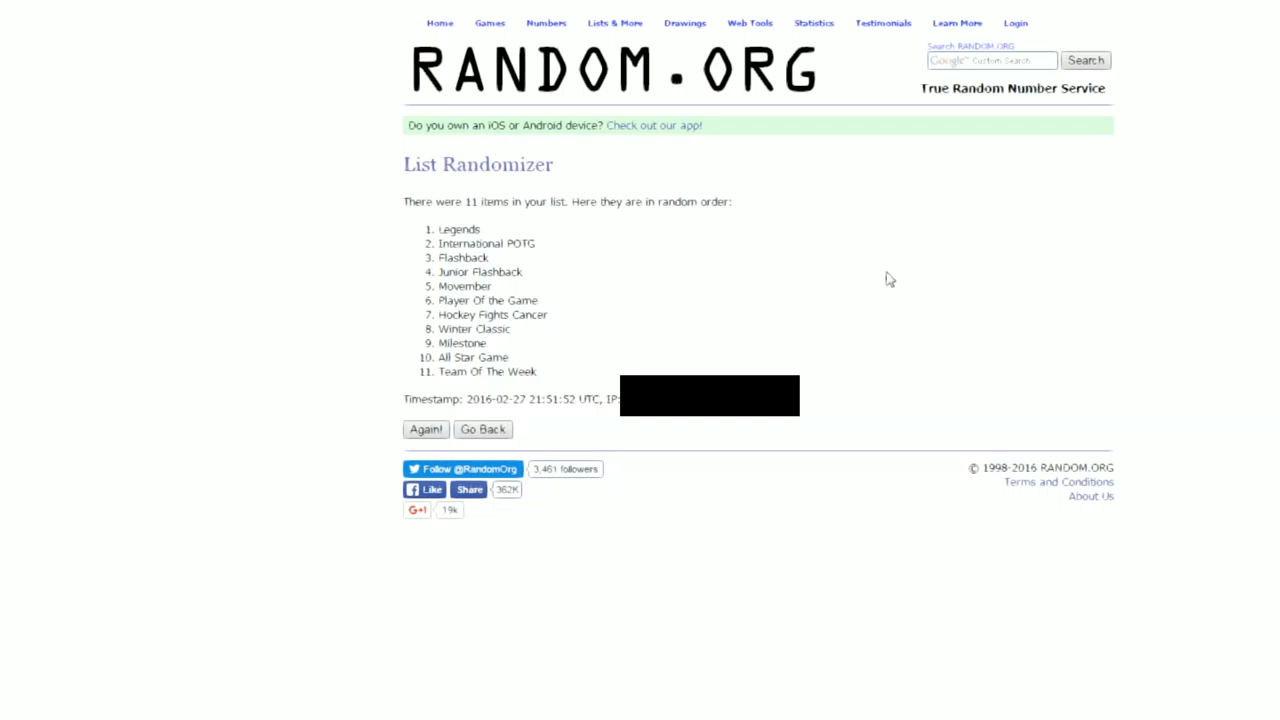 Home Games Numbers Lists & More Drawings Web Tools Statistics Testimonials Learn More Login
RANDOM.ORG
Search RANDOM.ORG
Google™ Custom Search Search
True Random Number Service
Do you own an iOS or Android device? Check out our app!
List Randomizer
There were 11 items in your list. Here they are in random order:
1. Legends
2. International POTG
3. Flashback
4. Junior Flashback
5. Movember
6. Player Of the Game
7. Hockey Fights Cancer
8. Winter Classic
9. Milestone
10. All Star Game
11. Team Of The Week
Timestamp: 2016-02-27 21:51:52 UTC, IP:
Again! Go Back
Follow @RandomOrg 3,461 followers
Like Share 362K
G+1 19k
© 1998-2016 RANDOM.ORG
Terms and Conditions
About Us